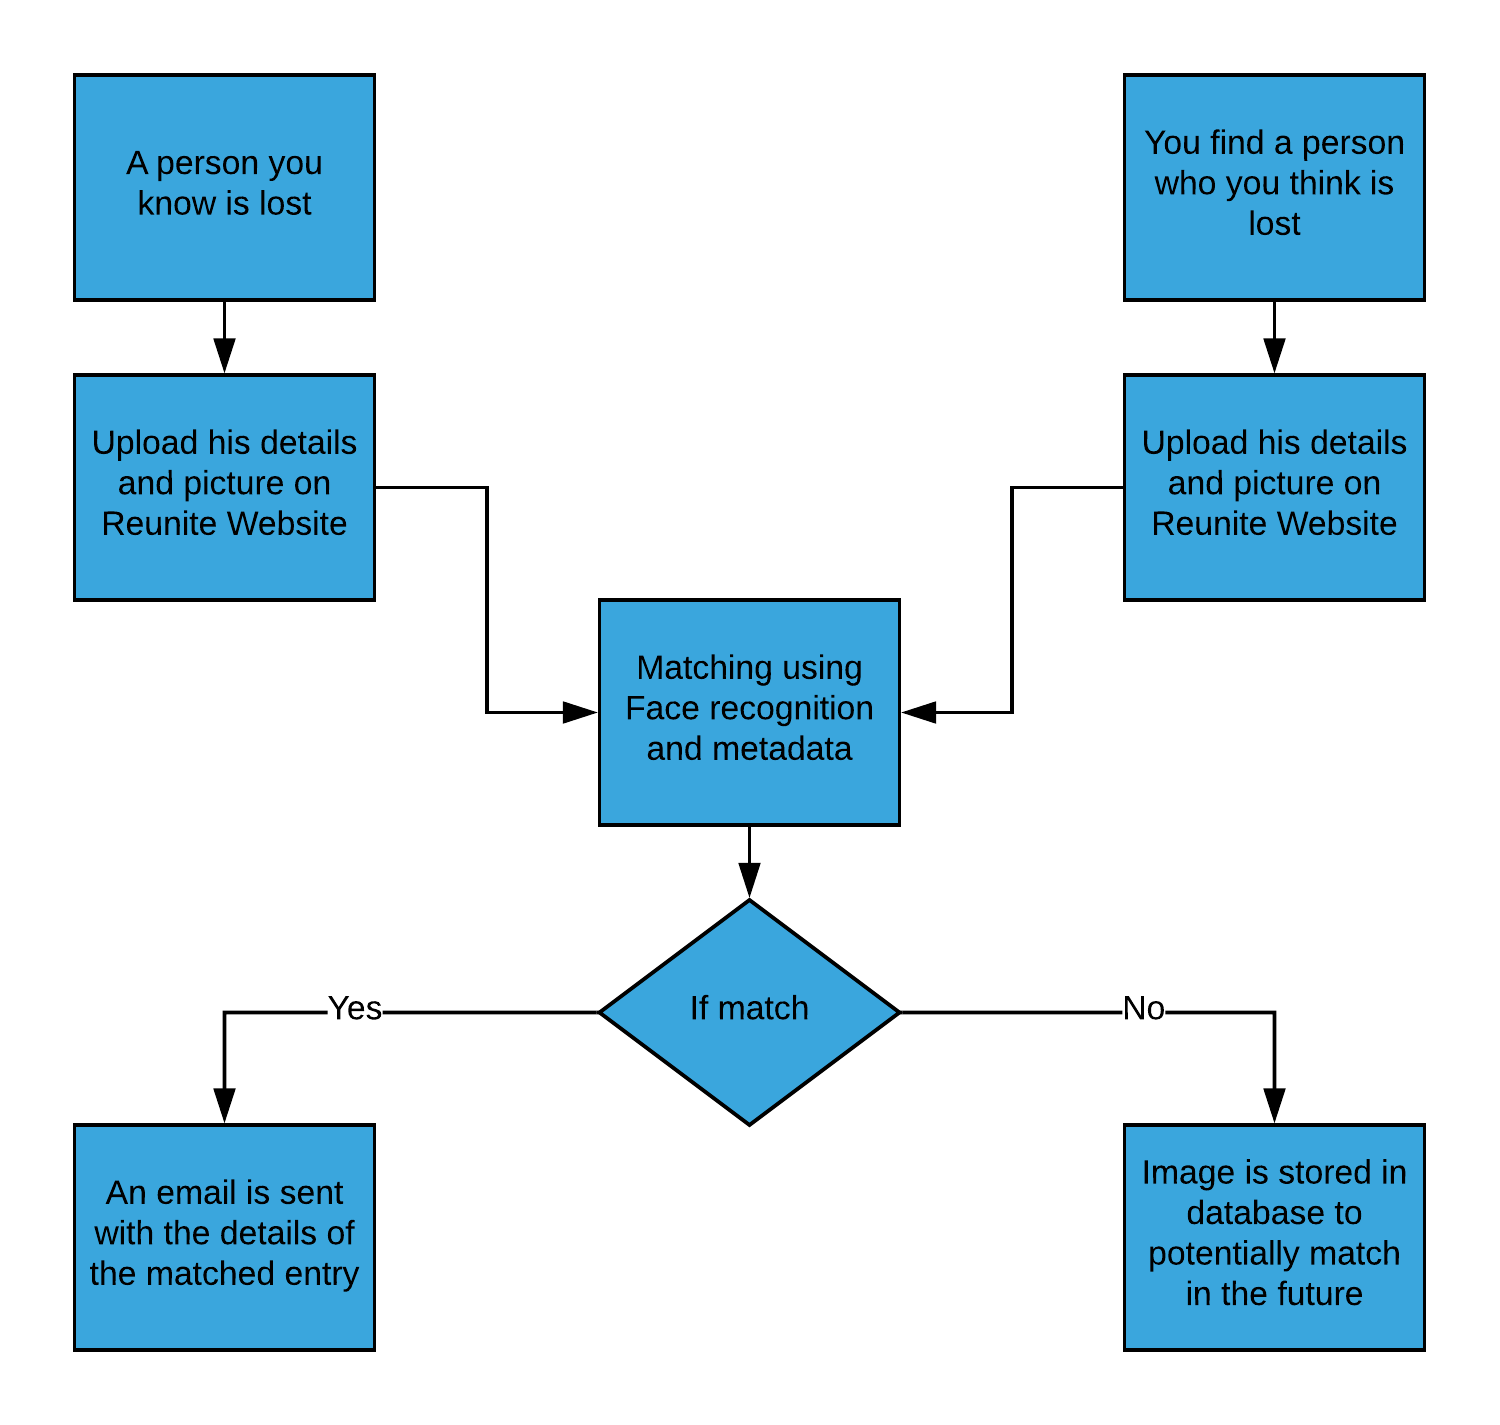 A person you
know is lost
You find a person
who you think is
lost
Upload his details
and picture on
Reunite Website
Upload his details
and picture on
Reunite Website
Matching using
Face recognition
and metadata
If match
Yes
No
An email is sent
with the details of
the matched entry
Image is stored in
database to
potentially match
in the future